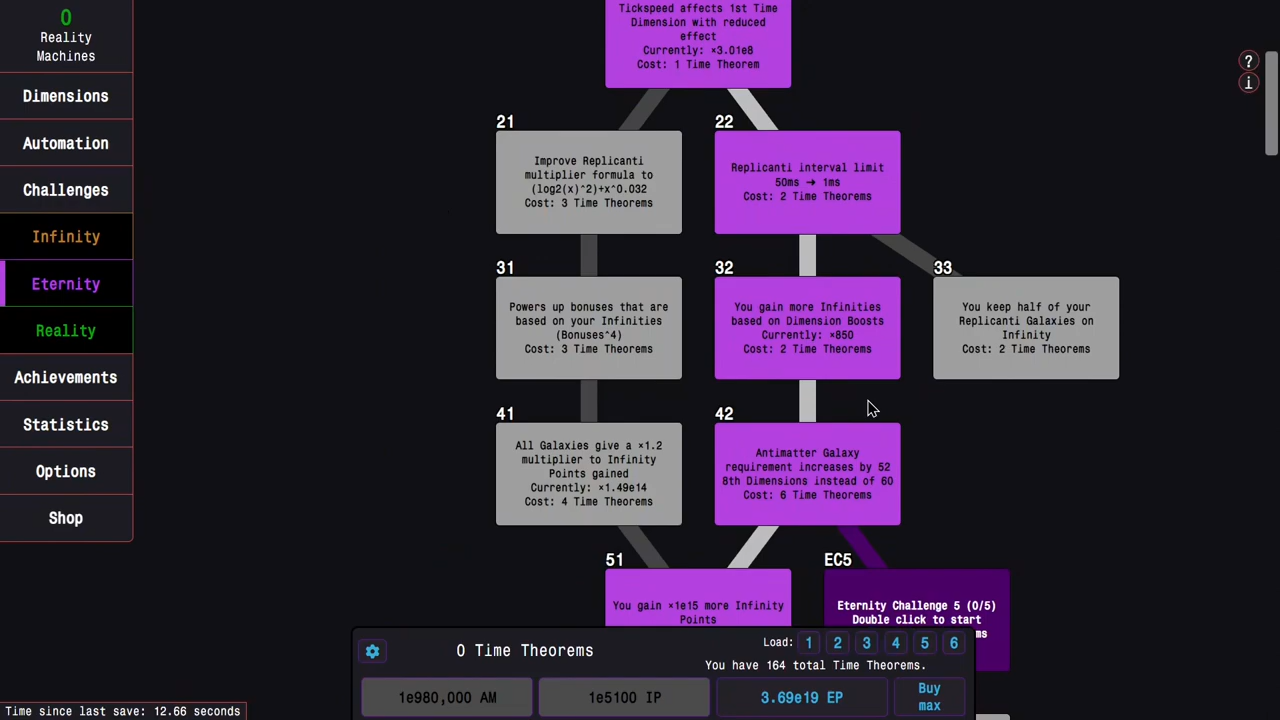 0
Reality
Machines
Dimensions
Automation
Challenges
Infinity
Eternity
Reality
Achievements
Statistics
Options
Shop
Time since last save: 12.66 seconds
Tickspeed affects 1st Time
Dimension with reduced
effect
Currently: ×3.01e8
Cost: 1 Time Theorem
21
Improve Replicanti
multiplier formula to
(log2(x)^2)+x^0.032
Cost: 3 Time Theorems
22
Replicanti interval limit
50ms → 1ms
Cost: 2 Time Theorems
31
Powers up bonuses that are
based on your Infinities
(Bonuses^4)
Cost: 3 Time Theorems
32
You gain more Infinities
based on Dimension Boosts
Currently: ×850
Cost: 2 Time Theorems
33
You keep half of your
Replicanti Galaxies on
Infinity
Cost: 2 Time Theorems
41
All Galaxies give a ×1.2
multiplier to Infinity
Points gained
Currently: ×1.49e14
Cost: 4 Time Theorems
42
Antimatter Galaxy
requirement increases by 52
8th Dimensions instead of 60
Cost: 6 Time Theorems
51
You gain ×1e15 more Infinity
Points
EC5
Eternity Challenge 5 (0/5)
Double click to start
0 Time Theorems
Load: 1 2 3 4 5 6
You have 164 total Time Theorems.
1e980,000 AM
1e5100 IP
3.69e19 EP
Buy
max
?
i